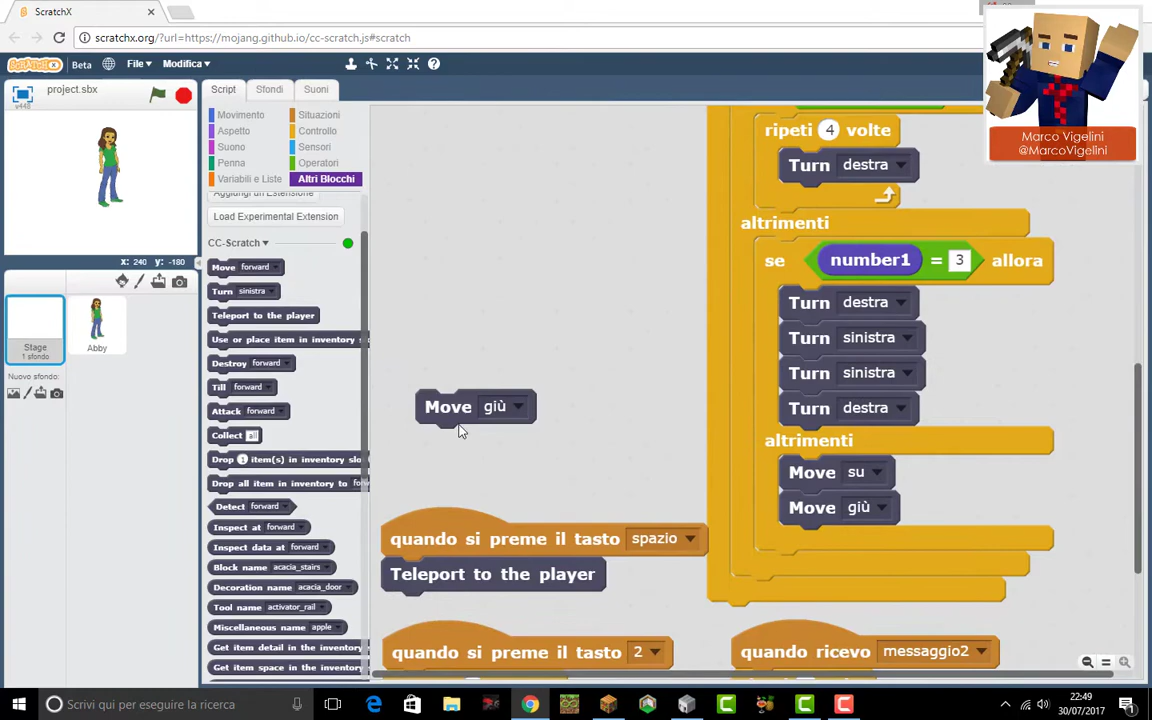 ScratchX
scratchx.org/?url=https://mojang.github.io/cc-scratch.js#scratch
Beta
File
Modifica
Script
Sfondi
Suoni
project.sbx
v448
Movimento
Situazioni
Aspetto
Controllo
Suono
Sensori
Penna
Operatori
Variabili e Liste
Altri Blocchi
Aggiungi un'Estensione
Load Experimental Extension
CC-Scratch
Move forward
Turn sinistra
Teleport to the player
Use or place item in inventory slo
Destroy forward
Till forward
Attack forward
Collect all
Drop 1 item(s) in inventory slo
Drop all item in inventory to
Detect forward
Inspect at forward
Inspect data at forward
Block name acacia_stairs
Decoration name acacia_door
Tool name activator_rail
Miscellaneous name apple
Get item detail in the inventory
Get item space in the inventory
X: 240 y: -180
Stage
1 sfondo
Abby
Nuovo sfondo:
Move giù
quando si preme il tasto spazio
Teleport to the player
quando si preme il tasto 2
ripeti 4 volte
Turn destra
altrimenti
se number1 = 3 allora
Turn destra
Turn sinistra
Turn sinistra
Turn destra
altrimenti
Move su
Move giù
quando ricevo messaggio2
Marco Vigelini
@MarcoVigelini
Scrivi qui per eseguire la ricerca
22:49
30/07/2017